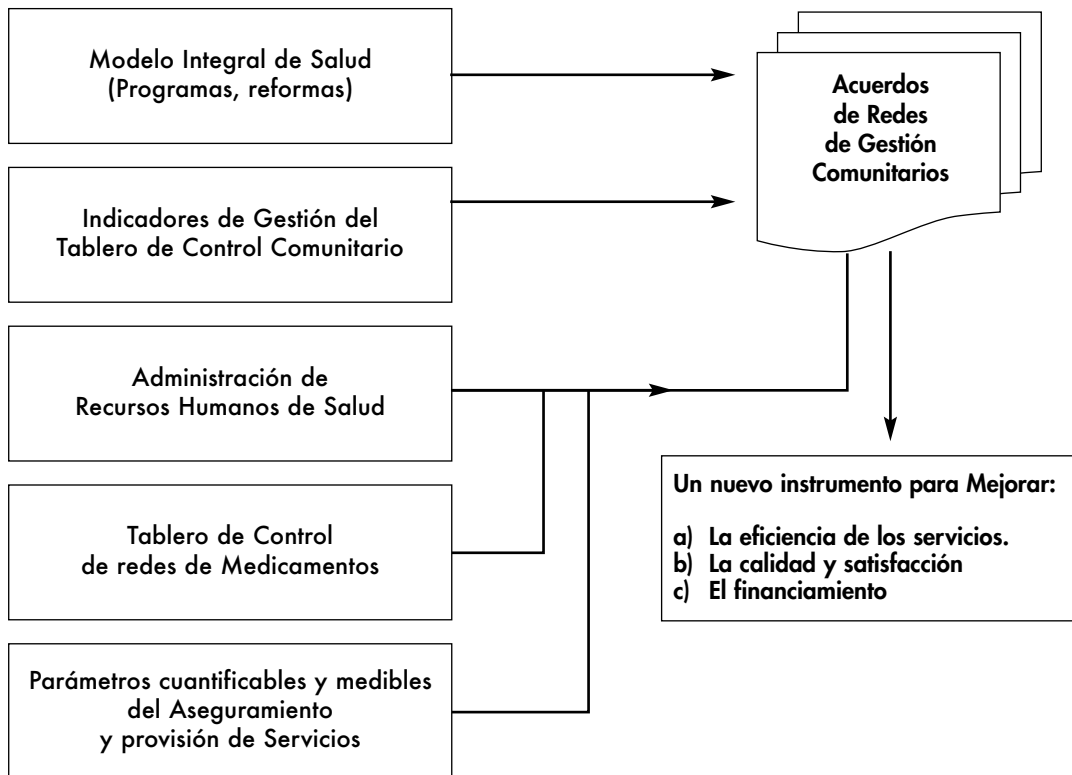 Modelo Integral de Salud
(Programas, reformas)
Indicadores de Gestión del
Tablero de Control Comunitario
Administración de
Recursos Humanos de Salud
Tablero de Control
de redes de Medicamentos
Parámetros cuantificables y medibles
del Aseguramiento
y provisión de Servicios
Acuerdos
de Redes
de Gestión
Comunitarios
Un nuevo instrumento para Mejorar:
a) La eficiencia de los servicios.
b) La calidad y satisfacción
c) El financiamiento